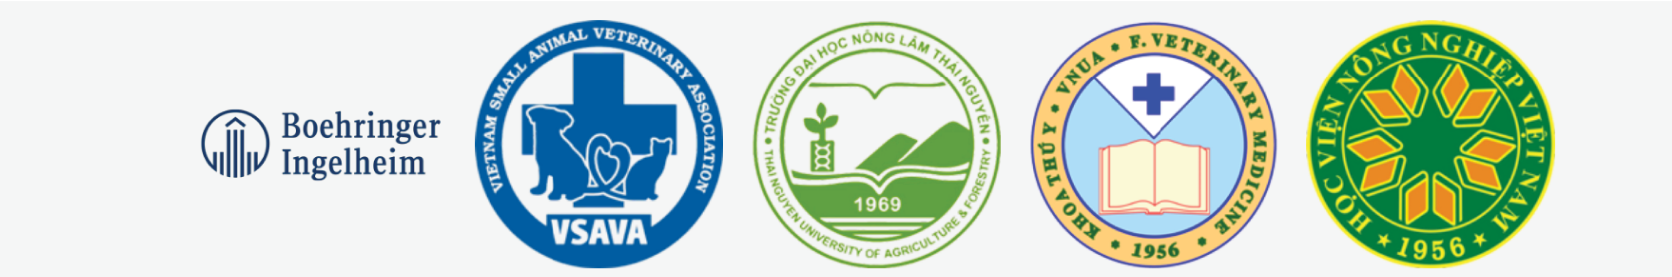 Boehringer
Ingelheim
VIETNAM SMALL ANIMAL VETERINARY ASSOCIATION
VSAVA
TRƯỜNG ĐẠI HỌC NÔNG LÂM THÁI NGUYÊN
1969
THAI NGUYEN UNIVERSITY OF AGRICULTURE & FORESTRY
KHOA THÚ Y • VNUA • F. VETERINARY MEDICINE
1956
HỌC VIỆN NÔNG NGHIỆP VIỆT NAM
1956